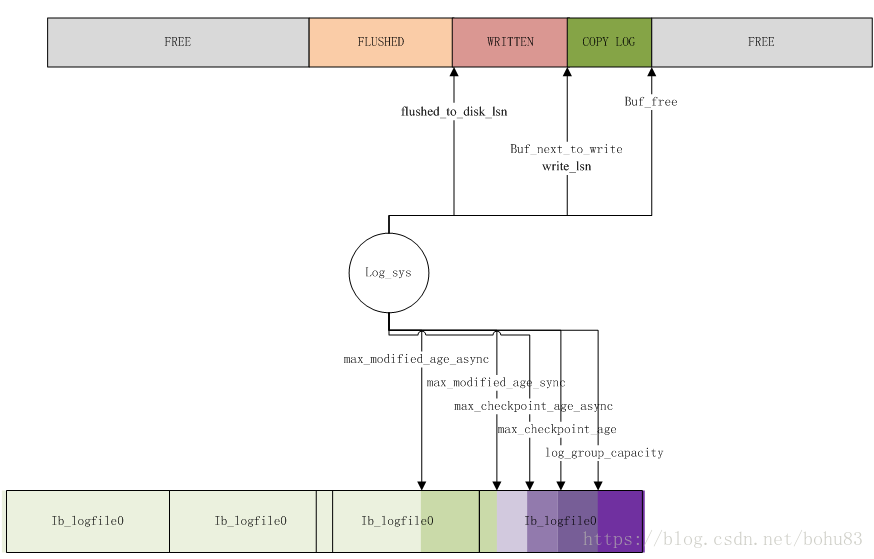 FREE
FLUSHED
WRITTEN
COPY LOG
FREE
flushed_to_disk_lsn
Buf_free
Buf_next_to_write
write_lsn
Log_sys
max_modified_age_async
max_modified_age_sync
max_checkpoint_age_async
max_checkpoint_age
log_group_capacity
Ib_logfile0
Ib_logfile0
Ib_logfile0
Ib_logfile0
https://blog.csdn.net/bohu83